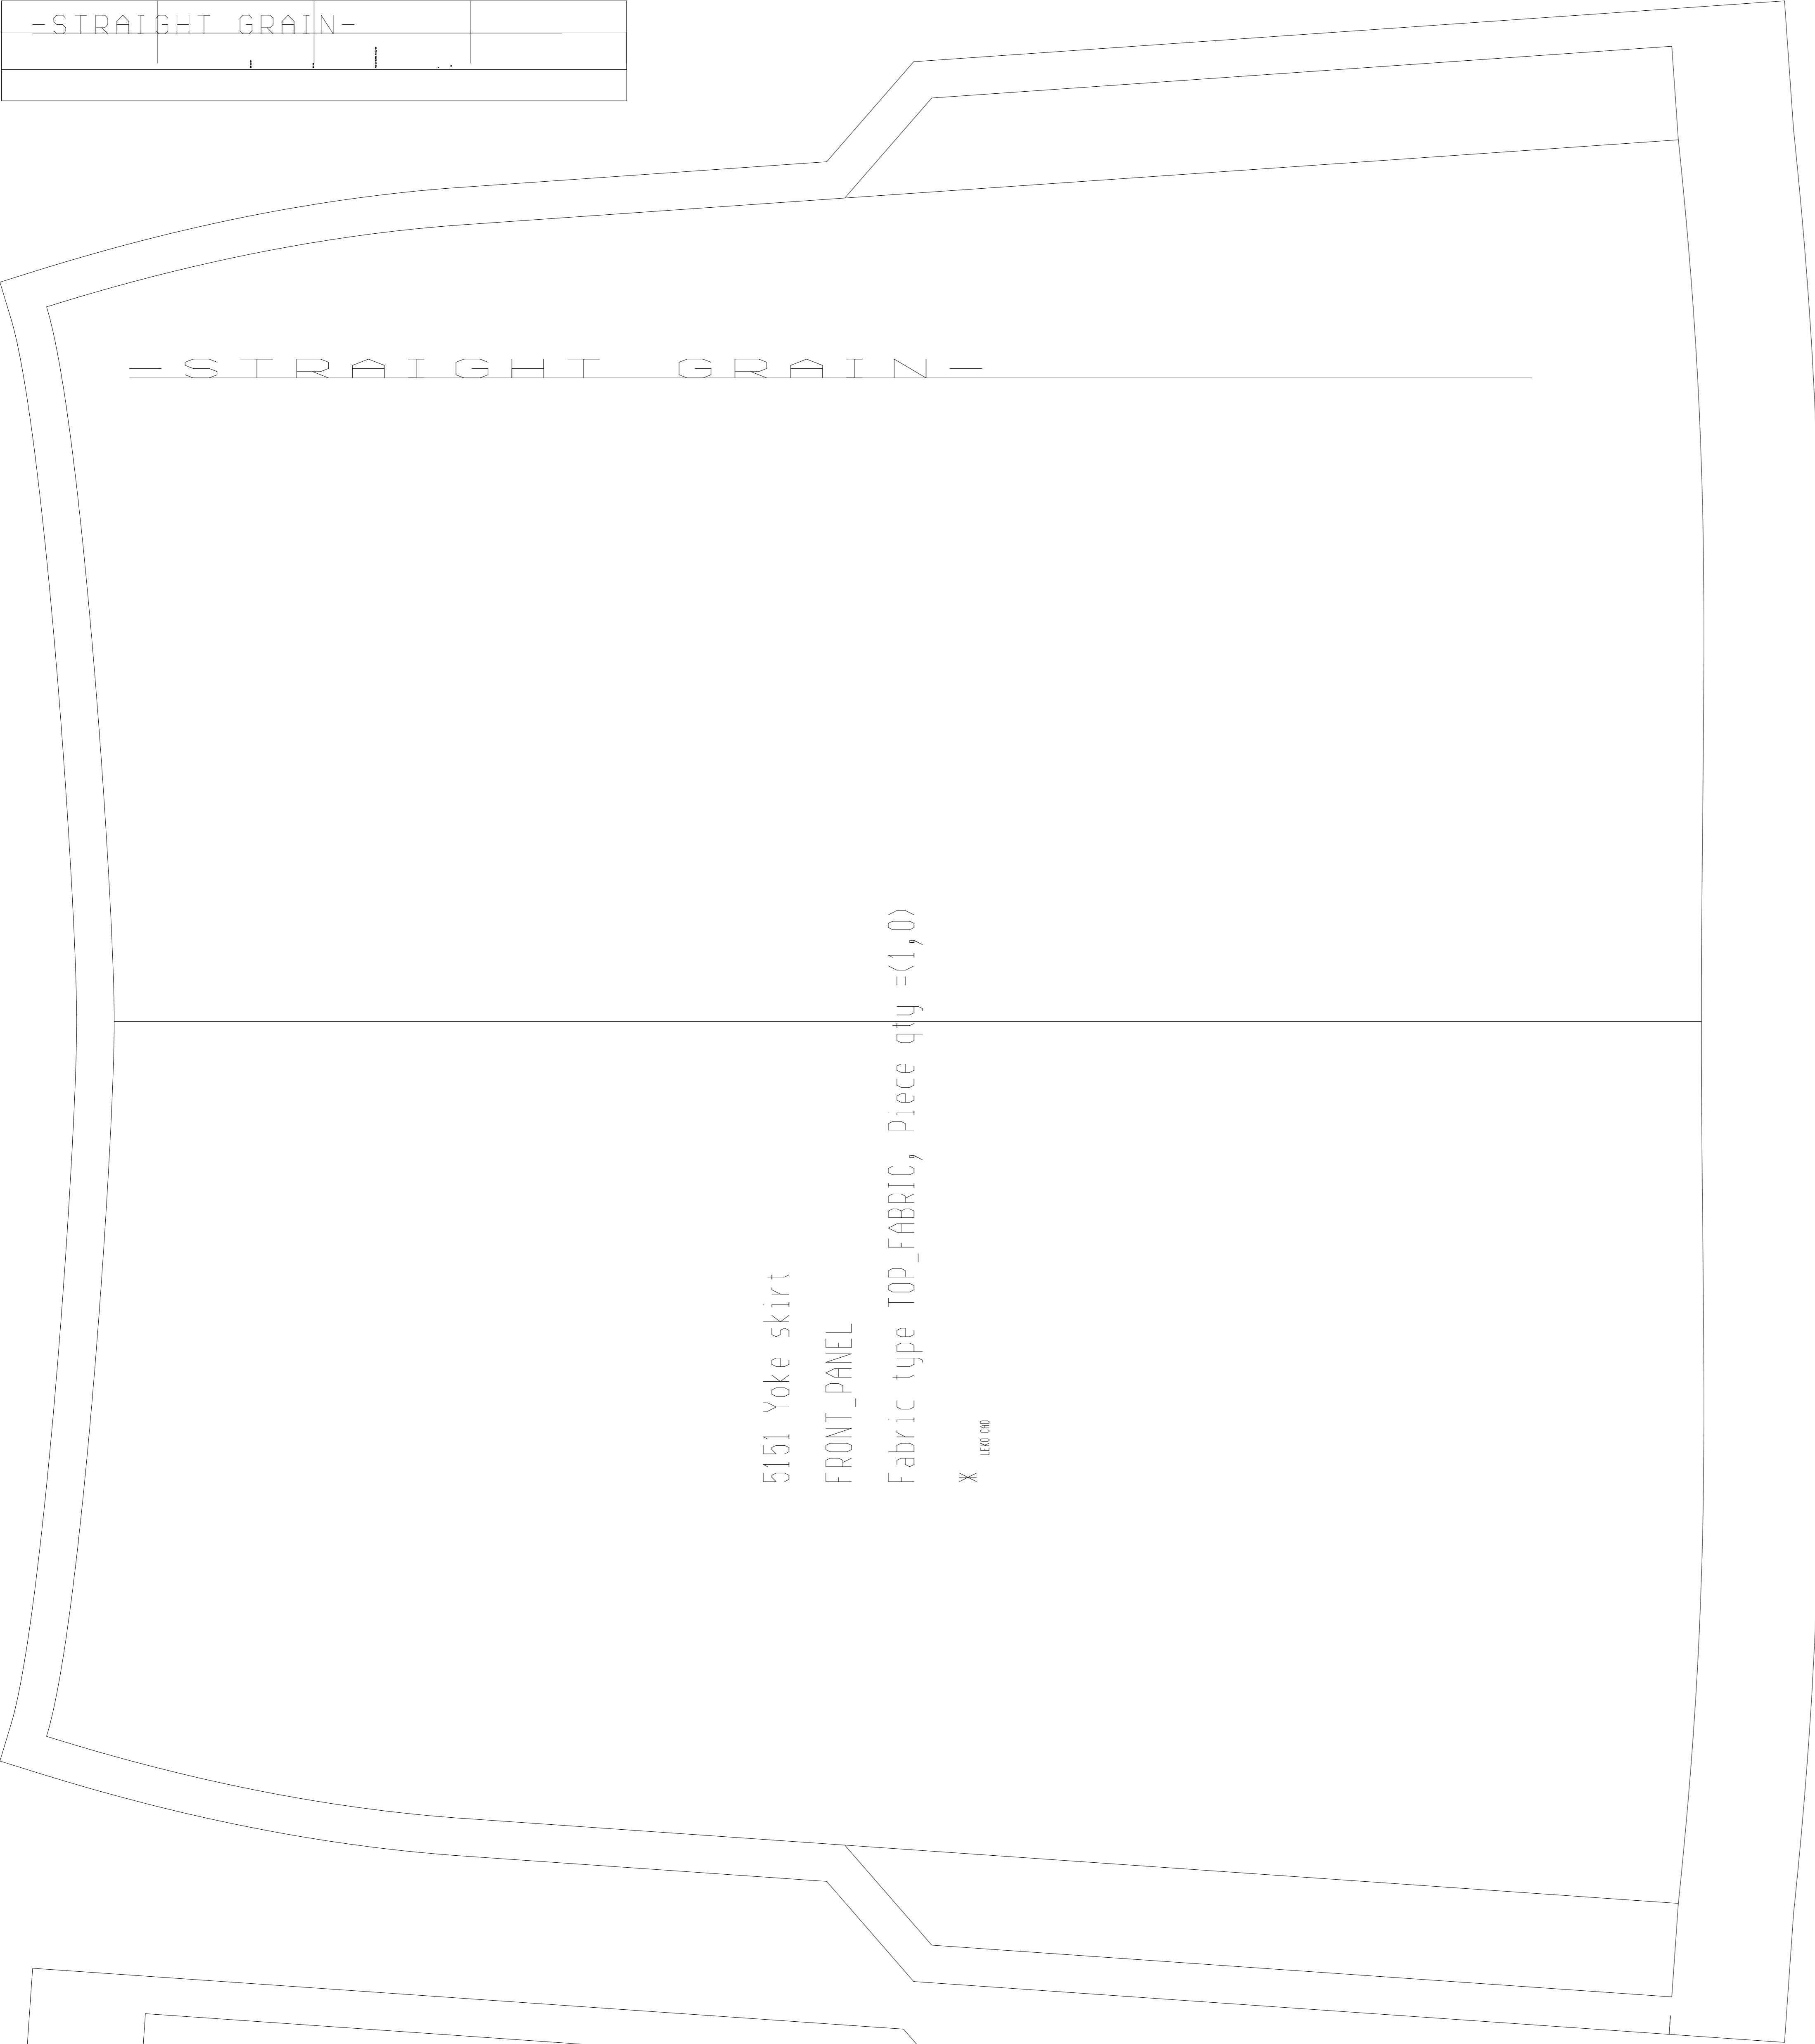 -STRAIGHT GRAIN-
-STRAIGHT GRAIN-
5151 Yoke skirt
FRONT_PANEL
Fabric type TOP_FABRIC, Piece qty =(1,0)
*
LEKO CAD